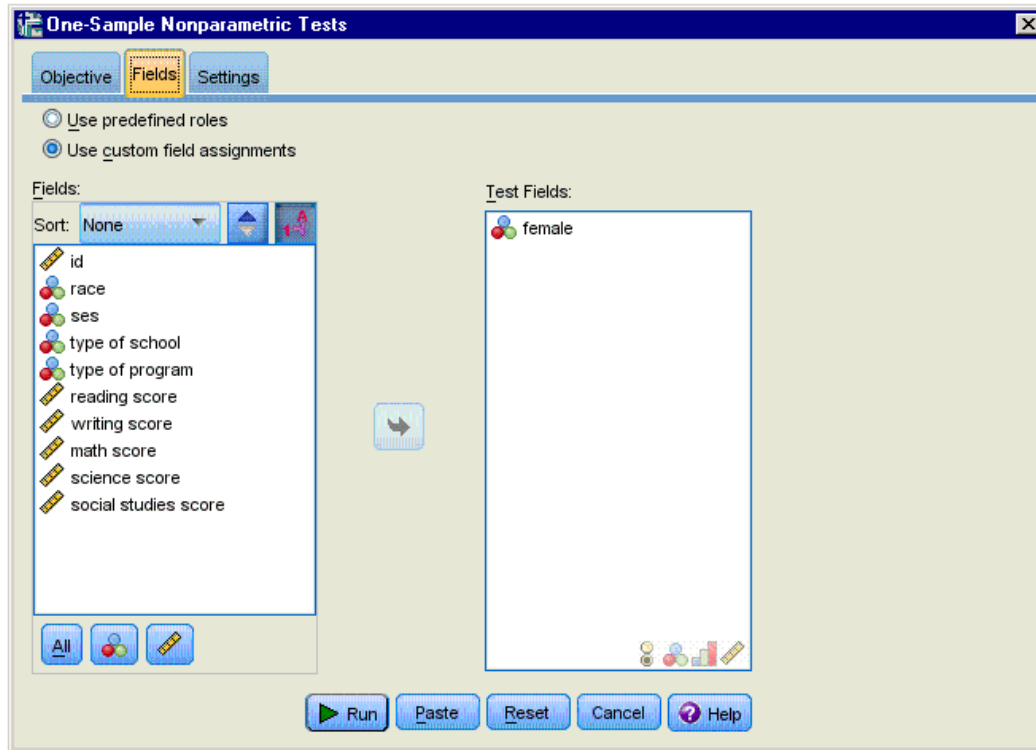 One-Sample Nonparametric Tests
Objective Fields Settings
Use predefined roles
Use custom field assignments
Fields:
Sort: None
id
race
ses
type of school
type of program
reading score
writing score
math score
science score
social studies score
All
Test Fields:
female
Run Paste Reset Cancel Help